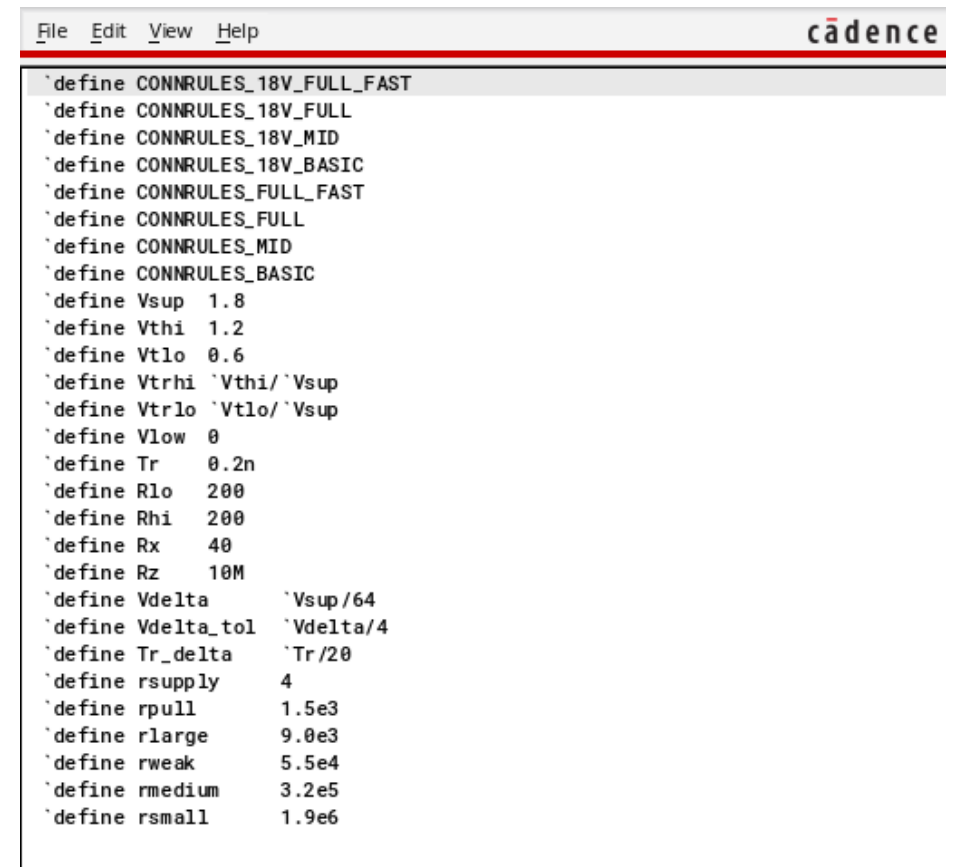 File Edit View Help
cādence
`define CONNRULES_18V_FULL_FAST
`define CONNRULES_18V_FULL
`define CONNRULES_18V_MID
`define CONNRULES_18V_BASIC
`define CONNRULES_FULL_FAST
`define CONNRULES_FULL
`define CONNRULES_MID
`define CONNRULES_BASIC
`define Vsup  1.8
`define Vthi  1.2
`define Vtlo  0.6
`define Vtrhi `Vthi/`Vsup
`define Vtrlo `Vtlo/`Vsup
`define Vlow  0
`define Tr    0.2n
`define Rlo   200
`define Rhi   200
`define Rx    40
`define Rz    10M
`define Vdelta      `Vsup/64
`define Vdelta_tol  `Vdelta/4
`define Tr_delta    `Tr/20
`define rsupply     4
`define rpull       1.5e3
`define rlarge      9.0e3
`define rweak       5.5e4
`define rmedium     3.2e5
`define rsmall      1.9e6